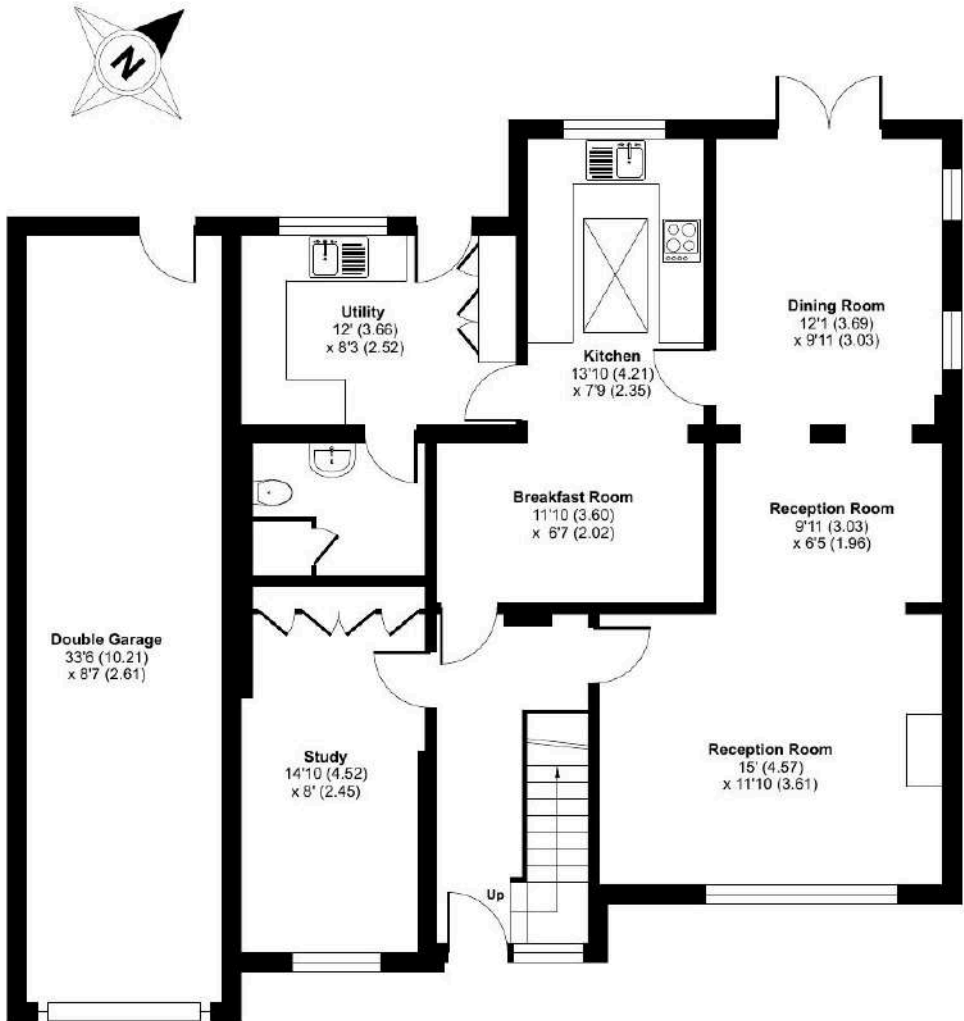 N
Utility
12' (3.66)
x 8'3 (2.52)
Kitchen
13'10 (4.21)
x 7'9 (2.35)
Dining Room
12'1 (3.69)
x 9'11 (3.03)
Breakfast Room
11'10 (3.60)
x 6'7 (2.02)
Reception Room
9'11 (3.03)
x 6'5 (1.96)
Double Garage
33'6 (10.21)
x 8'7 (2.61)
Study
14'10 (4.52)
x 8' (2.45)
Reception Room
15' (4.57)
x 11'10 (3.61)
Up